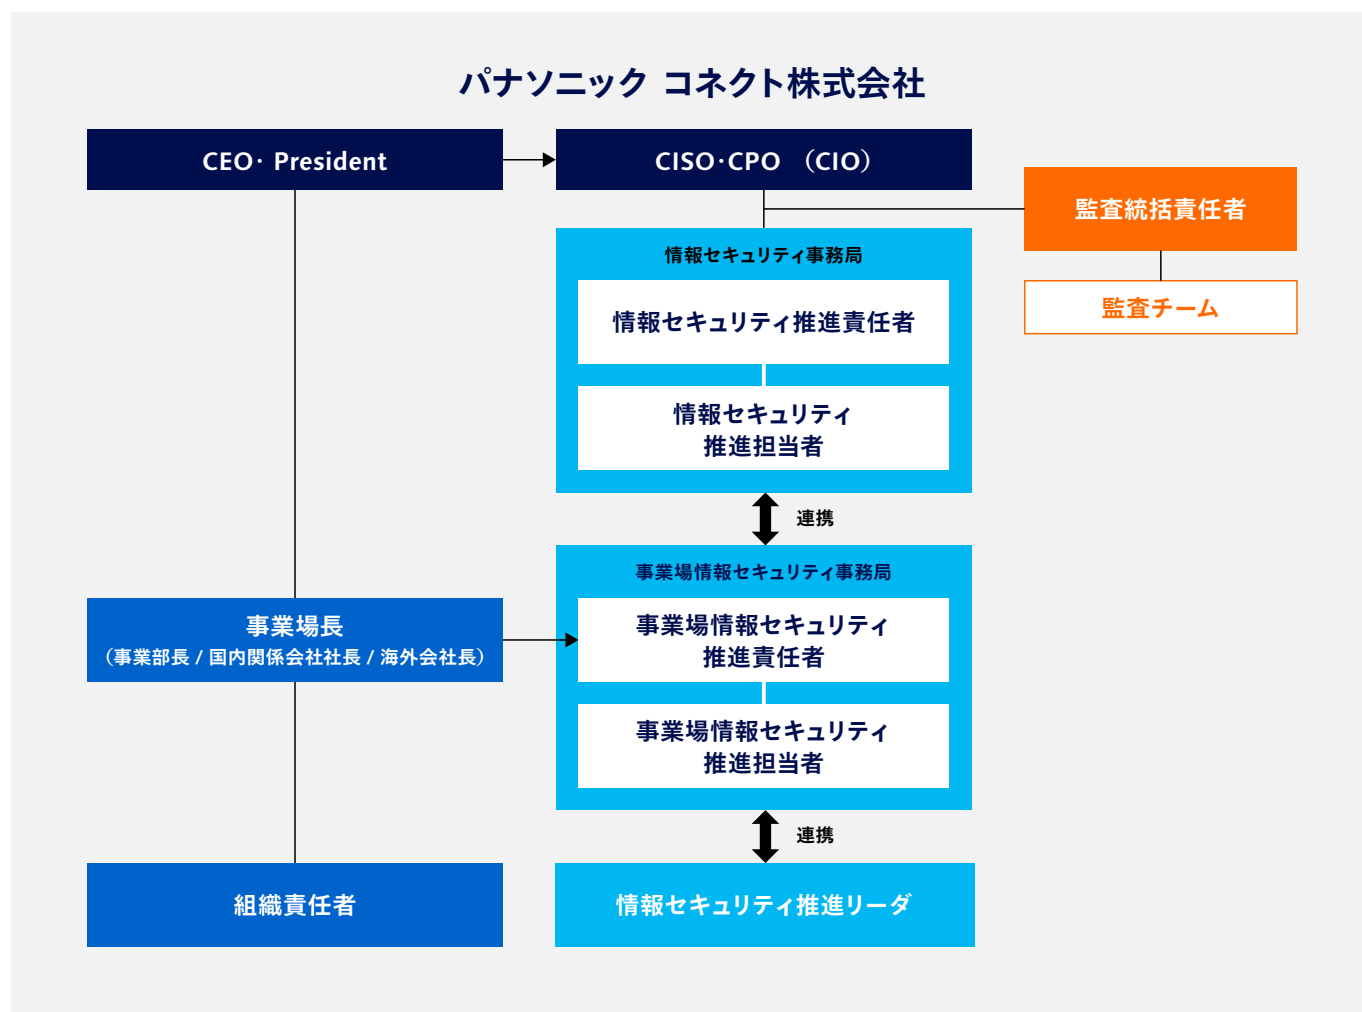 パナソニック コネクト株式会社
CEO· President
CISO·CPO （CIO）
監査統括責任者
監査チーム
情報セキュリティ事務局
情報セキュリティ推進責任者
情報セキュリティ
推進担当者
連携
事業場情報セキュリティ事務局
事業場長
（事業部長 / 国内関係会社社長 / 海外会社長）
事業場情報セキュリティ
推進責任者
事業場情報セキュリティ
推進担当者
連携
組織責任者
情報セキュリティ推進リーダ